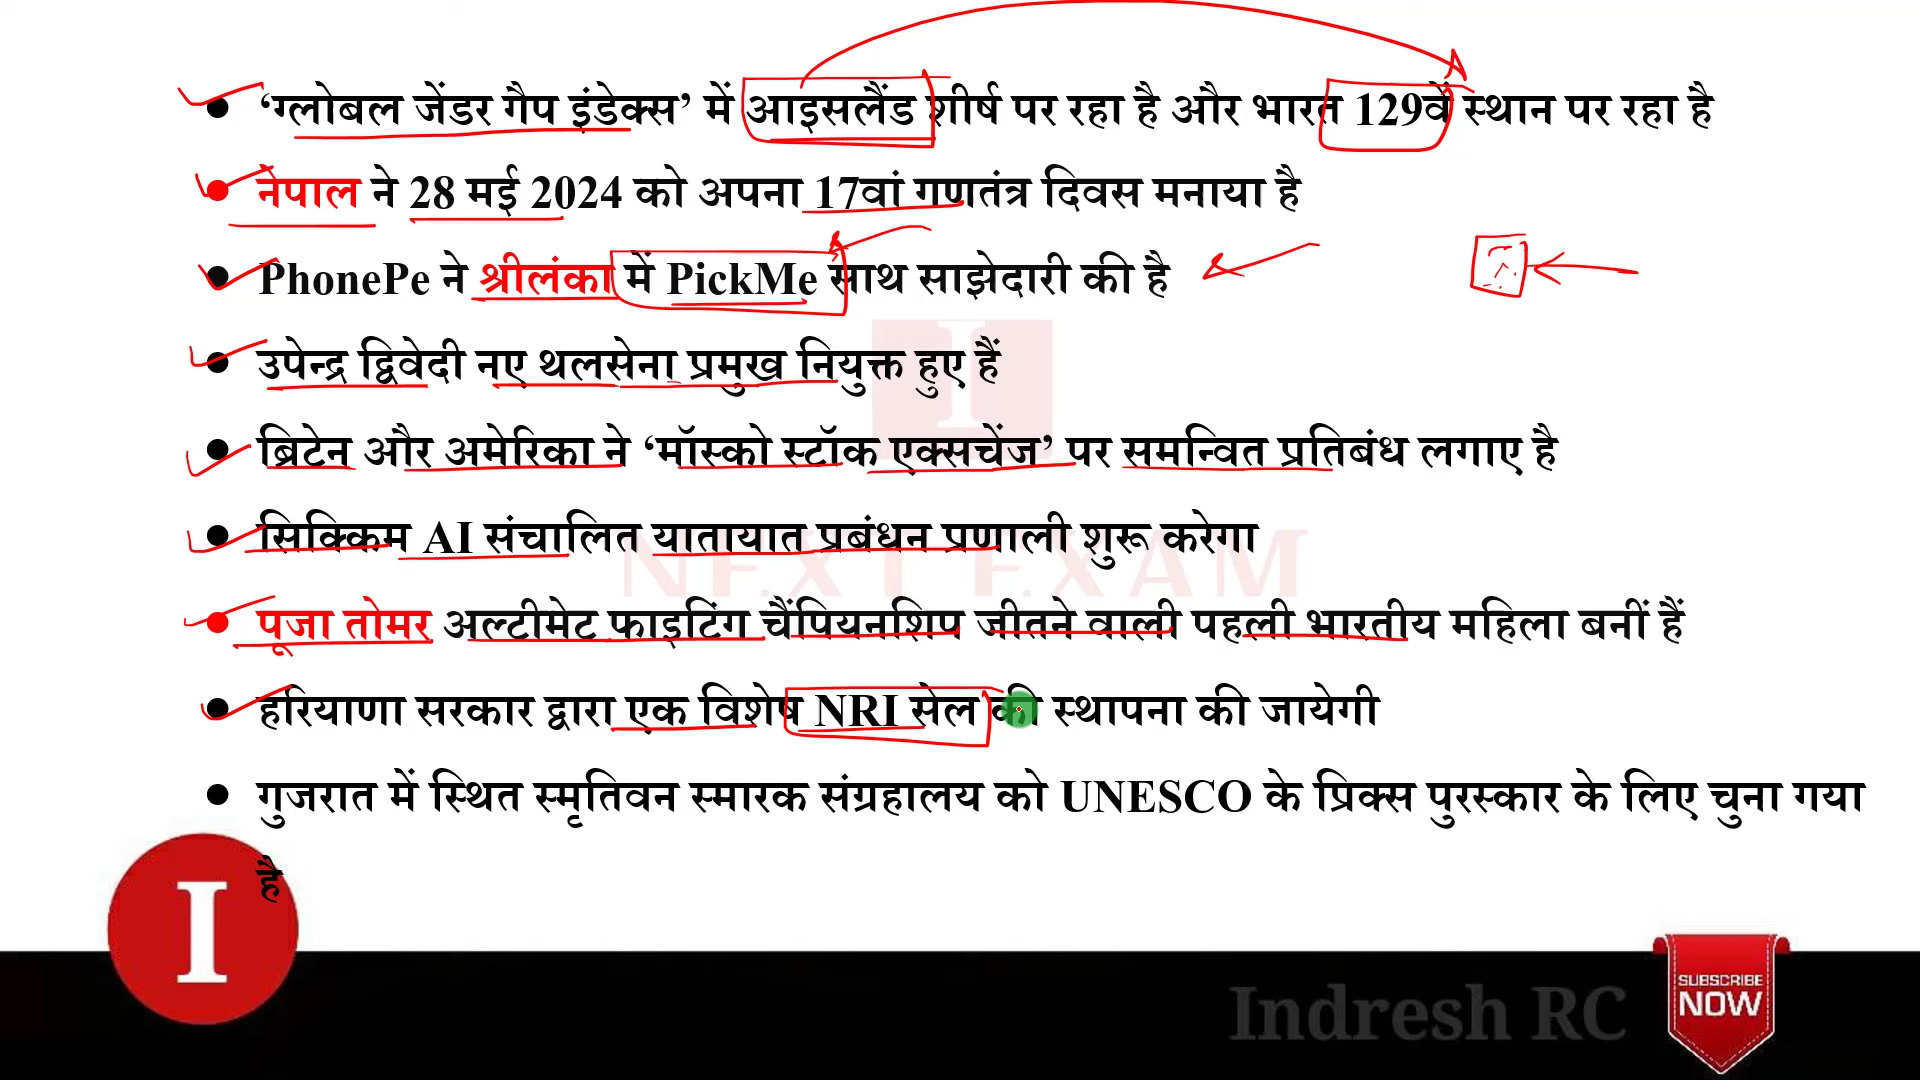 ‘ग्लोबल जेंडर गैप इंडेक्स’ में आइसलैंड शीर्ष पर रहा है और भारत 129वें स्थान पर रहा है
नेपाल ने 28 मई 2024 को अपना 17वां गणतंत्र दिवस मनाया है
PhonePe ने श्रीलंका में PickMe साथ साझेदारी की है
उपेन्द्र द्विवेदी नए थलसेना प्रमुख नियुक्त हुए हैं
ब्रिटेन और अमेरिका ने ‘मॉस्को स्टॉक एक्सचेंज’ पर समन्वित प्रतिबंध लगाए है
सिक्किम AI संचालित यातायात प्रबंधन प्रणाली शुरू करेगा
NEXT EXAM
पूजा तोमर अल्टीमेट फाइटिंग चैंपियनशिप जीतने वाली पहली भारतीय महिला बनीं हैं
हरियाणा सरकार द्वारा एक विशेष NRI सेल की स्थापना की जायेगी
गुजरात में स्थित स्मृतिवन स्मारक संग्रहालय को UNESCO के प्रिक्स पुरस्कार के लिए चुना गया
है
I
Indresh RC
SUBSCRIBE
NOW